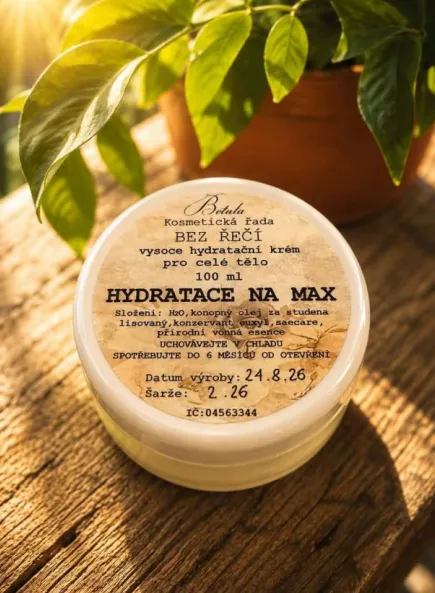 Betula
Kosmetická řada
BEZ ŘEČÍ
vysoce hydratační krém
pro celé tělo
100 ml
HYDRATACE NA MAX
Složení: H2O,konopný olej za studena
lisovaný,konzervant euxyl,saecare,
přírodní vonná esence
UCHOVÁVEJTE V CHLADU
SPOTŘEBUJTE DO 6 MĚSÍCŮ OD OTEVŘENÍ
Datum výroby: 24.8.26
Šarže: 2.26
IČ:04563344